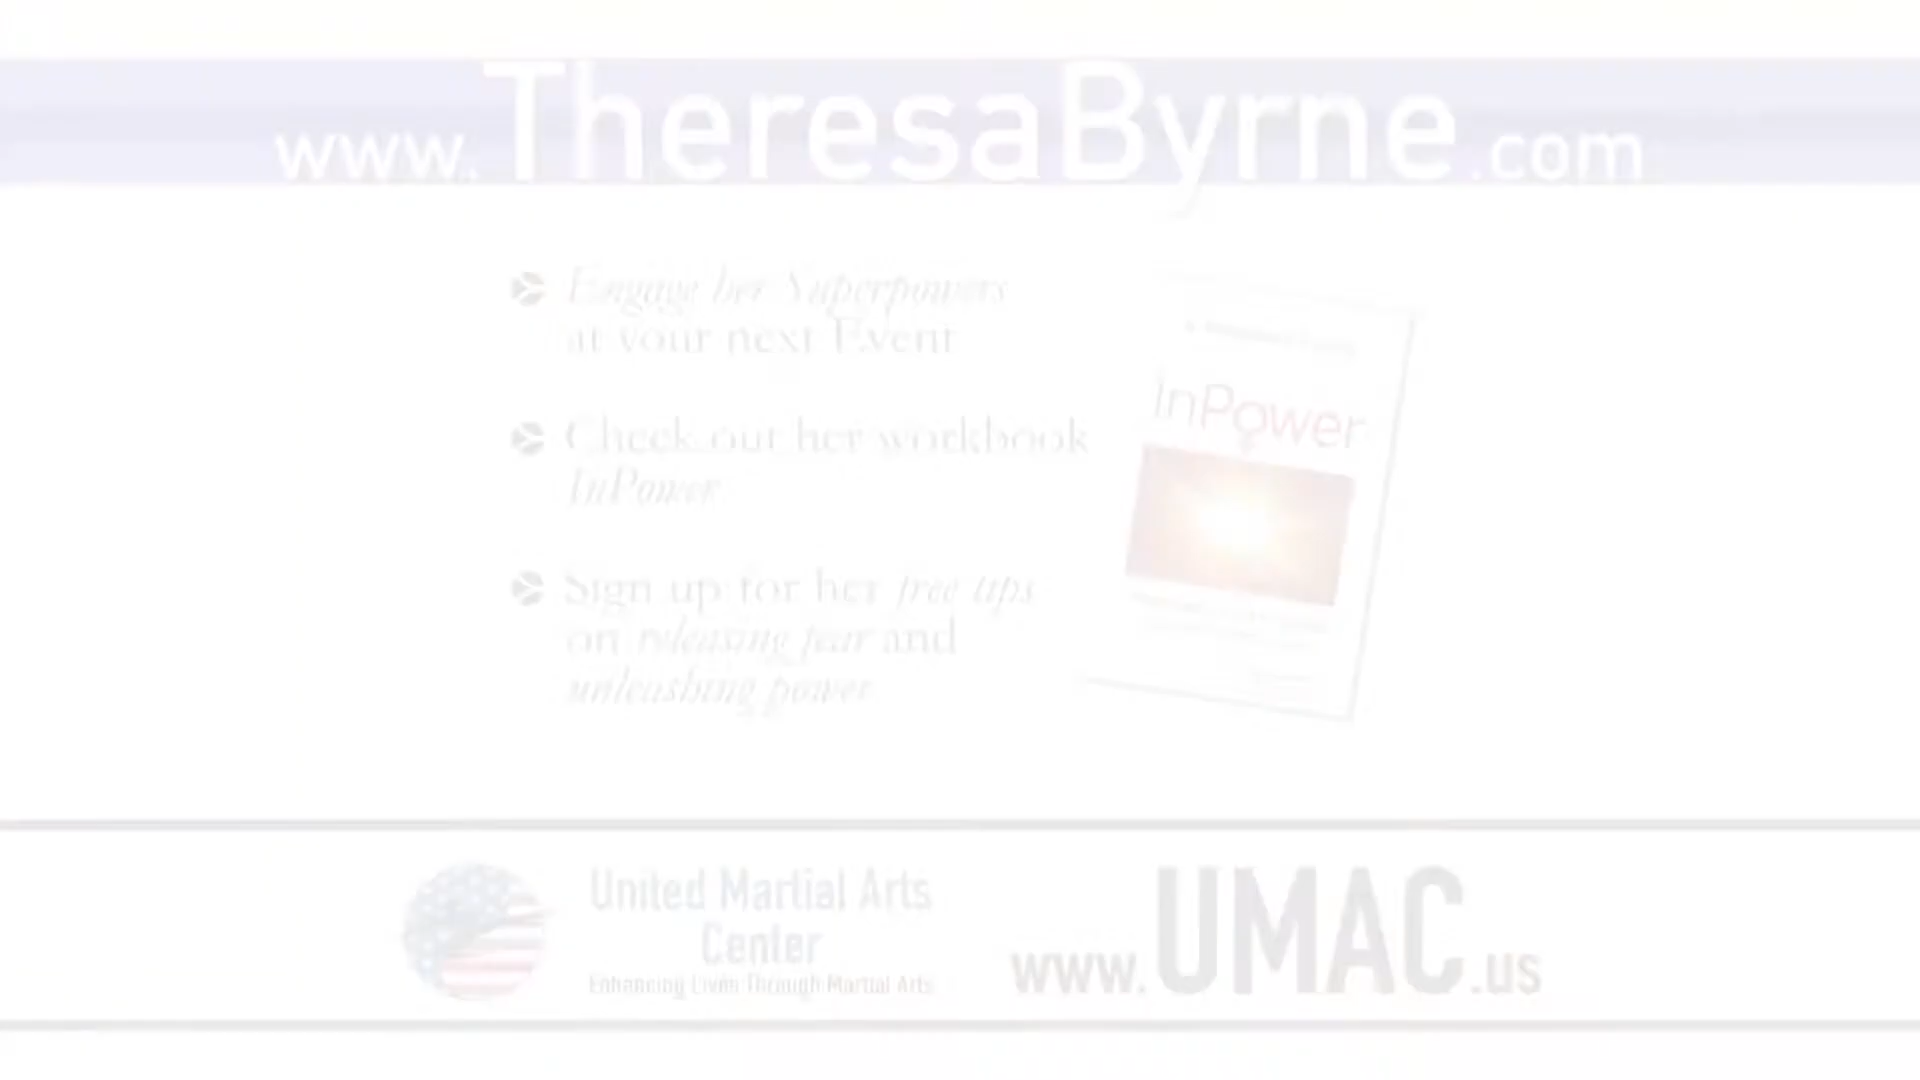 www.TheresaByrne.com
Engage her Superpowers
at your next Event
Check out her workbook
InPower
Sign up for her free tips
on releasing fear and
unleashing power
InPower
United Martial Arts
Center
Enhancing Lives Through Martial Arts
www.UMAC.us